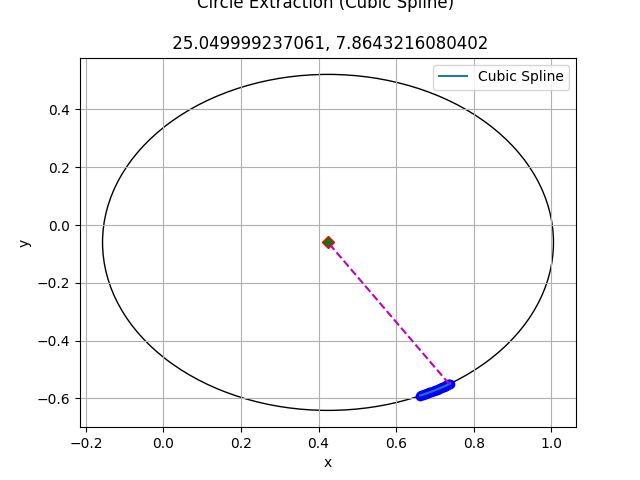 Circle Extraction (Cubic Spline)
25.049999237061, 7.8643216080402
Cubic Spline
0.4
0.2
0.0
−0.2
−0.4
−0.6
y
−0.2 0.0 0.2 0.4 0.6 0.8 1.0
x